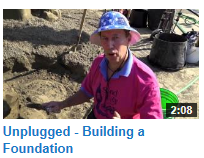 2:08
Unplugged - Building a
Foundation